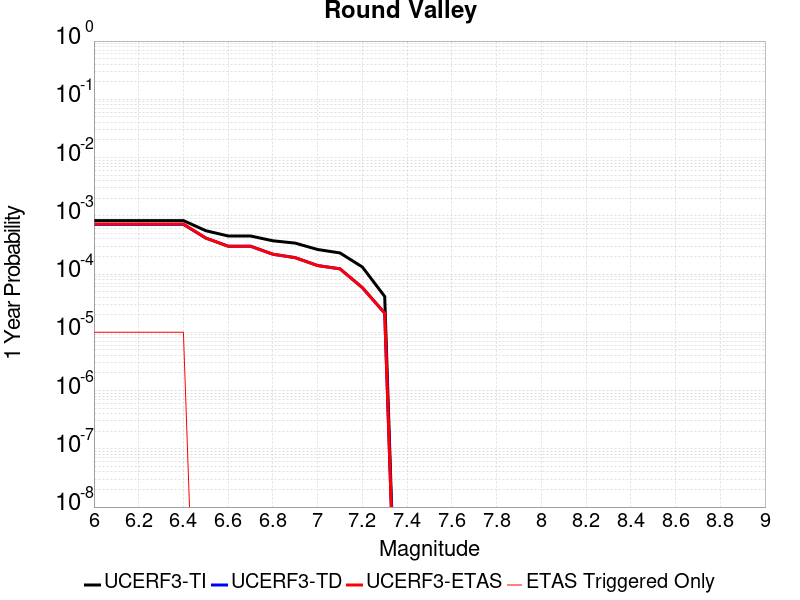 Round Valley
10^0
10^-1
10^-2
10^-3
10^-4
10^-5
10^-6
10^-7
10^-8
1 Year Probability
6 6.2 6.4 6.6 6.8 7 7.2 7.4 7.6 7.8 8 8.2 8.4 8.6 8.8 9
Magnitude
UCERF3-TI UCERF3-TD UCERF3-ETAS ETAS Triggered Only